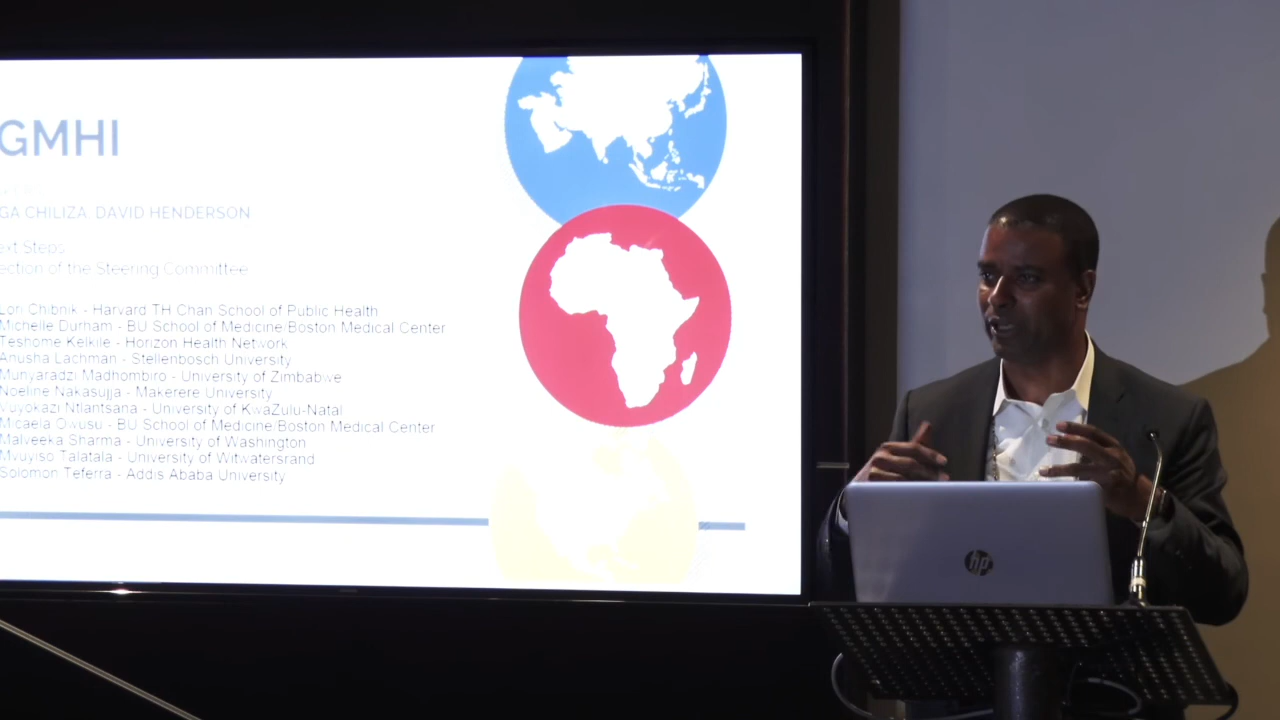 GMHI
GA CHILIZA, DAVID HENDERSON
ext Steps
ection of the Steering Committee
Lori Chibnik - Harvard TH Chan School of Public Health
Michelle Durham - BU School of Medicine Boston Medical Center
Teshome Kelkile - Horizon Health Network
Anusha Lachman - Stellenbosch University
Munyaradzi Madhombiro - University of Zimbabwe
Noeline Nakasujja - Makerere University
Vuyokazi Ntlantsana - University of KwaZulu-Natal
Micaela Owusu - BU School of Medicine/Boston Medical Center
Malveeka Sharma - University of Washington
Mvuyiso Talatala - University of Witwatersrand
Solomon Teferra - Addis Ababa University
hp